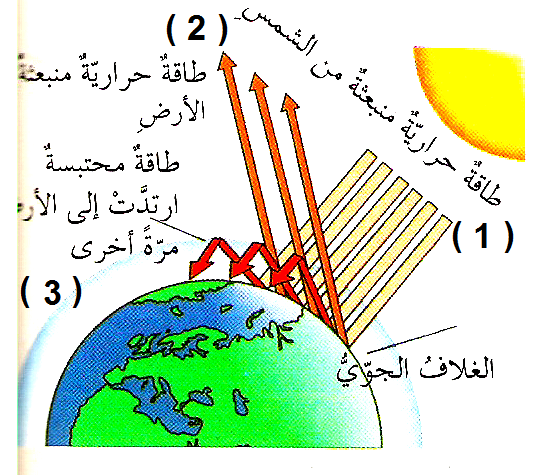 ( 2 )
طاقةٌ حراريّةٌ منبعثةٌ من الشمسِ
طاقةٌ حراريّةٌ منبعثةٌ
الأرضِ
طاقةٌ محتبسةٌ
ارتدَّتْ إلى الأر
مرّةً أخرى
( 1 )
( 3 )
الغلافُ الجوّيُّ